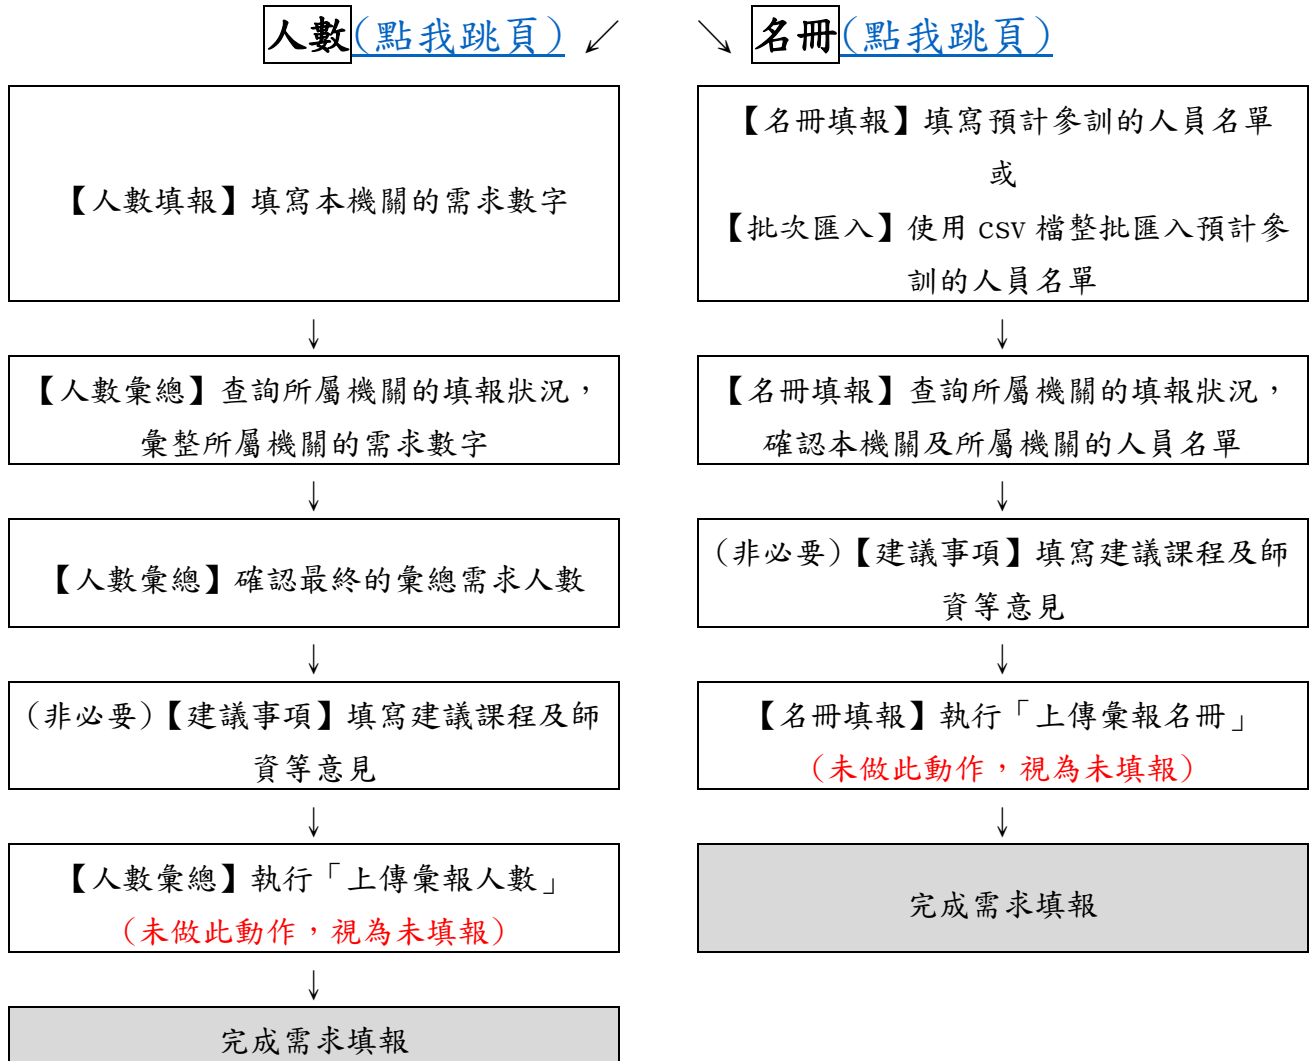 人數(點我跳頁) ↙
【人數填報】填寫本機關的需求數字
↓
【人數彙總】查詢所屬機關的填報狀況，
彙整所屬機關的需求數字
↓
【人數彙總】確認最終的彙總需求人數
↓
(非必要)【建議事項】填寫建議課程及師
資等意見
↓
【人數彙總】執行「上傳彙報人數」
(未做此動作，視為未填報)
↓
完成需求填報
↘ 名冊(點我跳頁)
【名冊填報】填寫預計參訓的人員名單
或
【批次匯入】使用 csv 檔整批匯入預計參
訓的人員名單
↓
【名冊填報】查詢所屬機關的填報狀況，
確認本機關及所屬機關的人員名單
↓
(非必要)【建議事項】填寫建議課程及師
資等意見
↓
【名冊填報】執行「上傳彙報名冊」
(未做此動作，視為未填報)
↓
完成需求填報